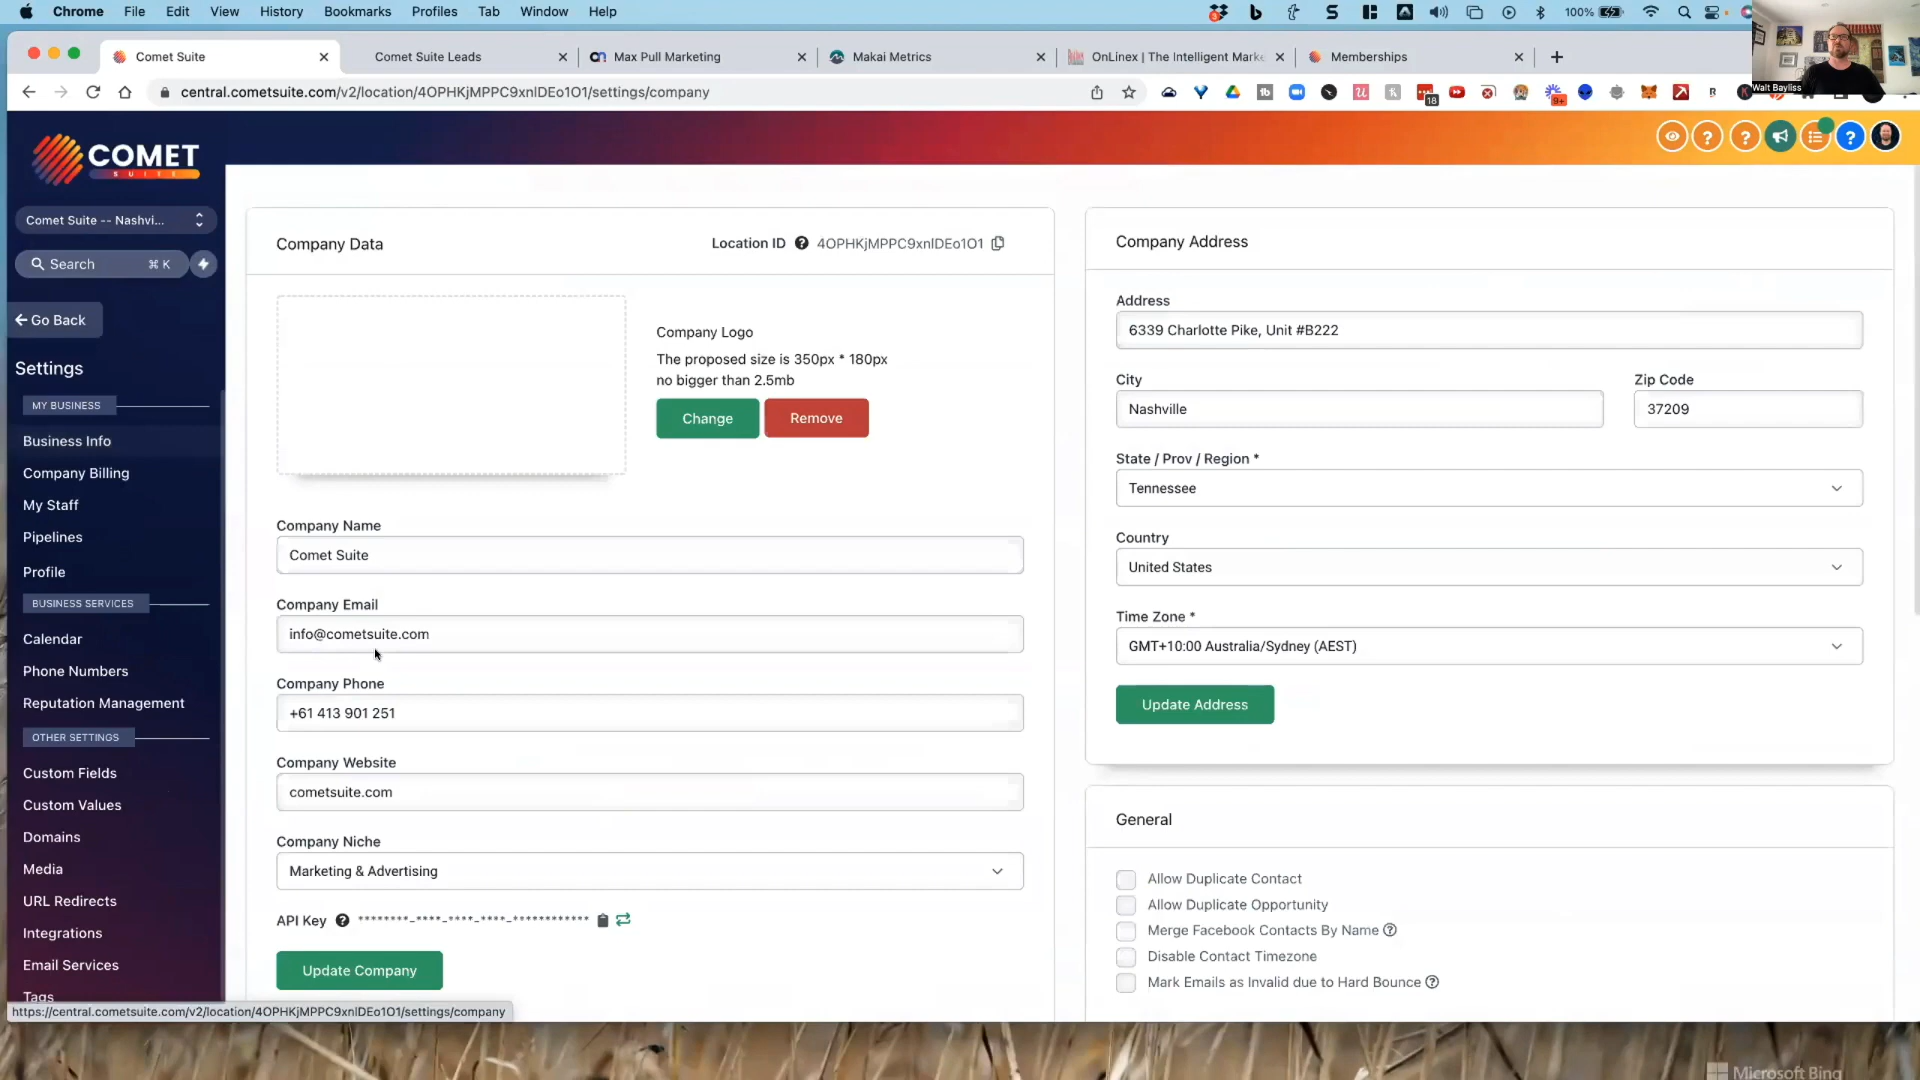 Chrome File Edit View History Bookmarks Profiles Tab Window Help
100%
Comet Suite
Comet Suite Leads
Max Pull Marketing
Makai Metrics
OnLinex | The Intelligent Marke
Memberships
central.cometsuite.com/v2/location/4OPHKjMPPC9xnlDEo1O1/settings/company
18
9+
Walt Bayliss
COMET
SUITE
Comet Suite -- Nashvi...
Search ⌘ K
Go Back
Settings
MY BUSINESS
Business Info
Company Billing
My Staff
Pipelines
Profile
BUSINESS SERVICES
Calendar
Phone Numbers
Reputation Management
OTHER SETTINGS
Custom Fields
Custom Values
Domains
Media
URL Redirects
Integrations
Email Services
Tags
Company Data
Location ID 4OPHKjMPPC9xnlDEo1O1
Company Logo
The proposed size is 350px * 180px
no bigger than 2.5mb
Change
Remove
Company Name
Comet Suite
Company Email
info@cometsuite.com
Company Phone
+61 413 901 251
Company Website
cometsuite.com
Company Niche
Marketing & Advertising
API Key ********-****-****-****-************
Update Company
Company Address
Address
6339 Charlotte Pike, Unit #B222
City
Nashville
Zip Code
37209
State / Prov / Region *
Tennessee
Country
United States
Time Zone *
GMT+10:00 Australia/Sydney (AEST)
Update Address
General
Allow Duplicate Contact
Allow Duplicate Opportunity
Merge Facebook Contacts By Name
Disable Contact Timezone
Mark Emails as Invalid due to Hard Bounce
https://central.cometsuite.com/v2/location/4OPHKjMPPC9xnlDEo1O1/settings/company
Microsoft Bing